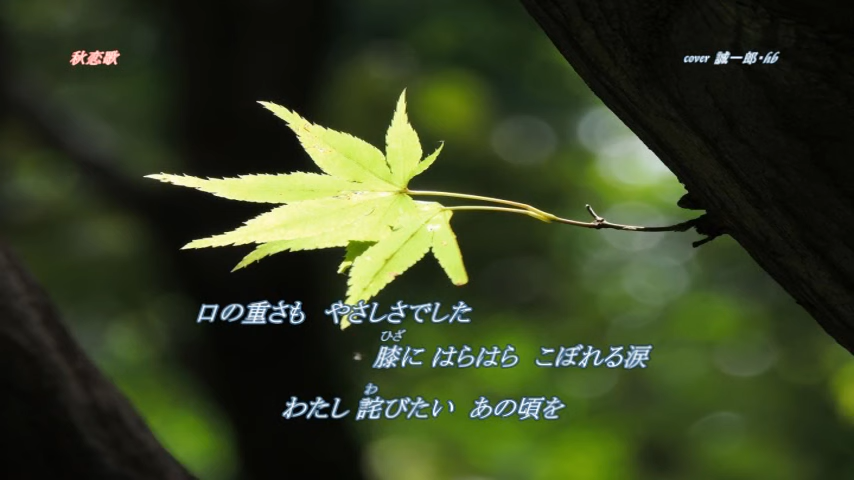 秋恋歌
cover 誠一郎・hb
口の重さも やさしさでした
ひざ
膝に はらはら こぼれる涙
わ
わたし 詫びたい あの頃を